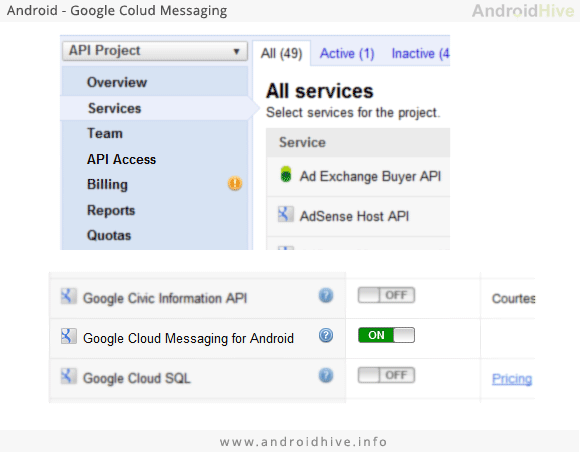 Android - Google Colud Messaging
AndroidHive
API Project
All (49) Active (1) Inactive (4
Overview
Services
Team
API Access
Billing
Reports
Quotas
All services
Select services for the project.
Service
Ad Exchange Buyer API
AdSense Host API
Google Civic Information API ? OFF Courtes
Google Cloud Messaging for Android ? ON
Google Cloud SQL ? OFF Pricing
www.androidhive.info